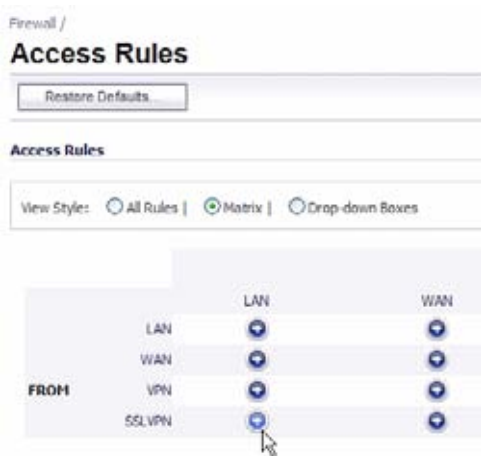 Firewall /
Access Rules
Restore Defaults...
Access Rules
View Style: All Rules | Matrix | Drop-down Boxes
LAN WAN
LAN
WAN
FROM VPN
SSLVPN